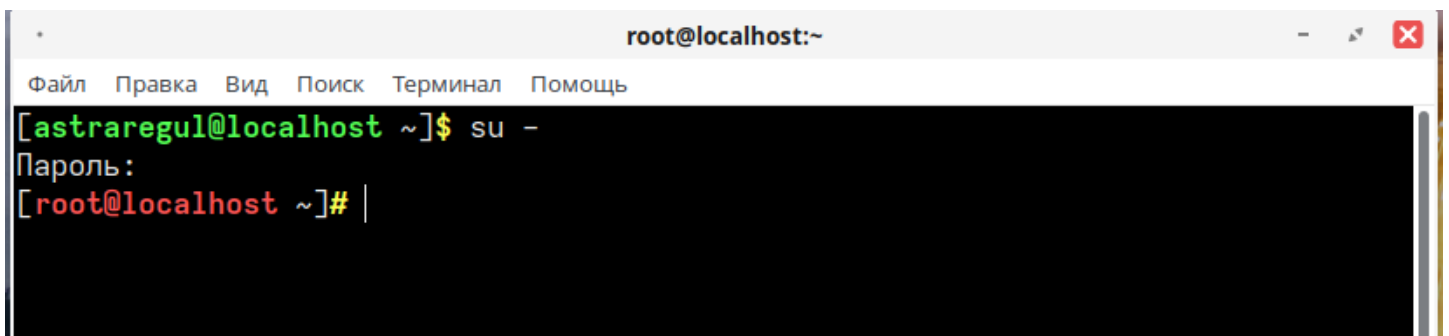 root@localhost:~
Файл Правка Вид Поиск Терминал Помощь
[astraregul@localhost ~]$ su -
Пароль:
[root@localhost ~]#